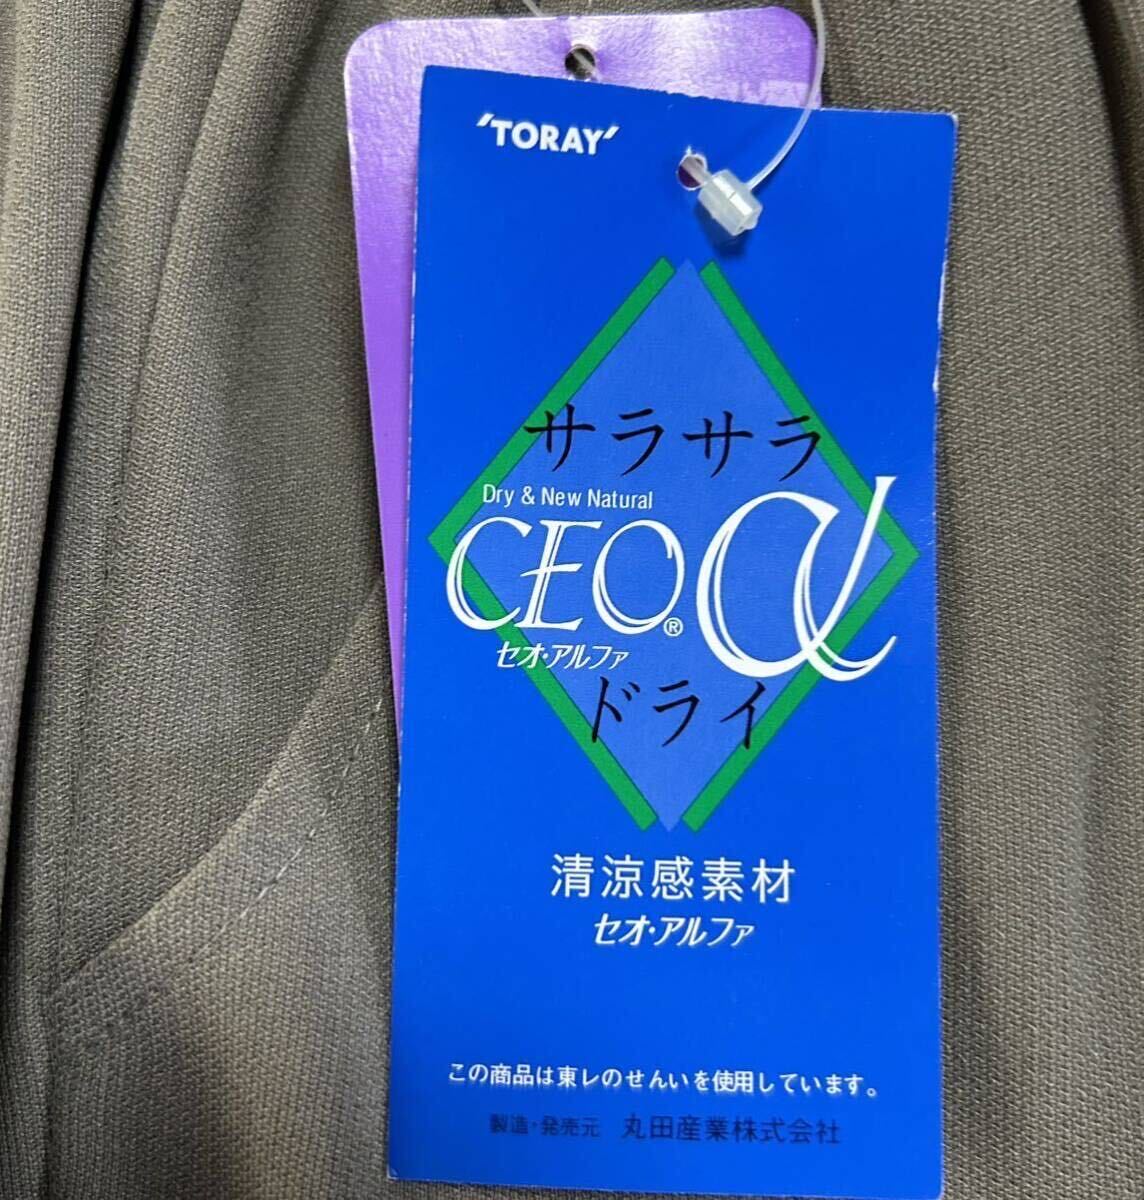 'TORAY'
サラサラ
Dry & New Natural
CEO® α
セオ・アルファ
ドライ
清涼感素材
セオ・アルファ
この商品は東レのせんいを使用しています。
製造・発売元 丸田産業株式会社